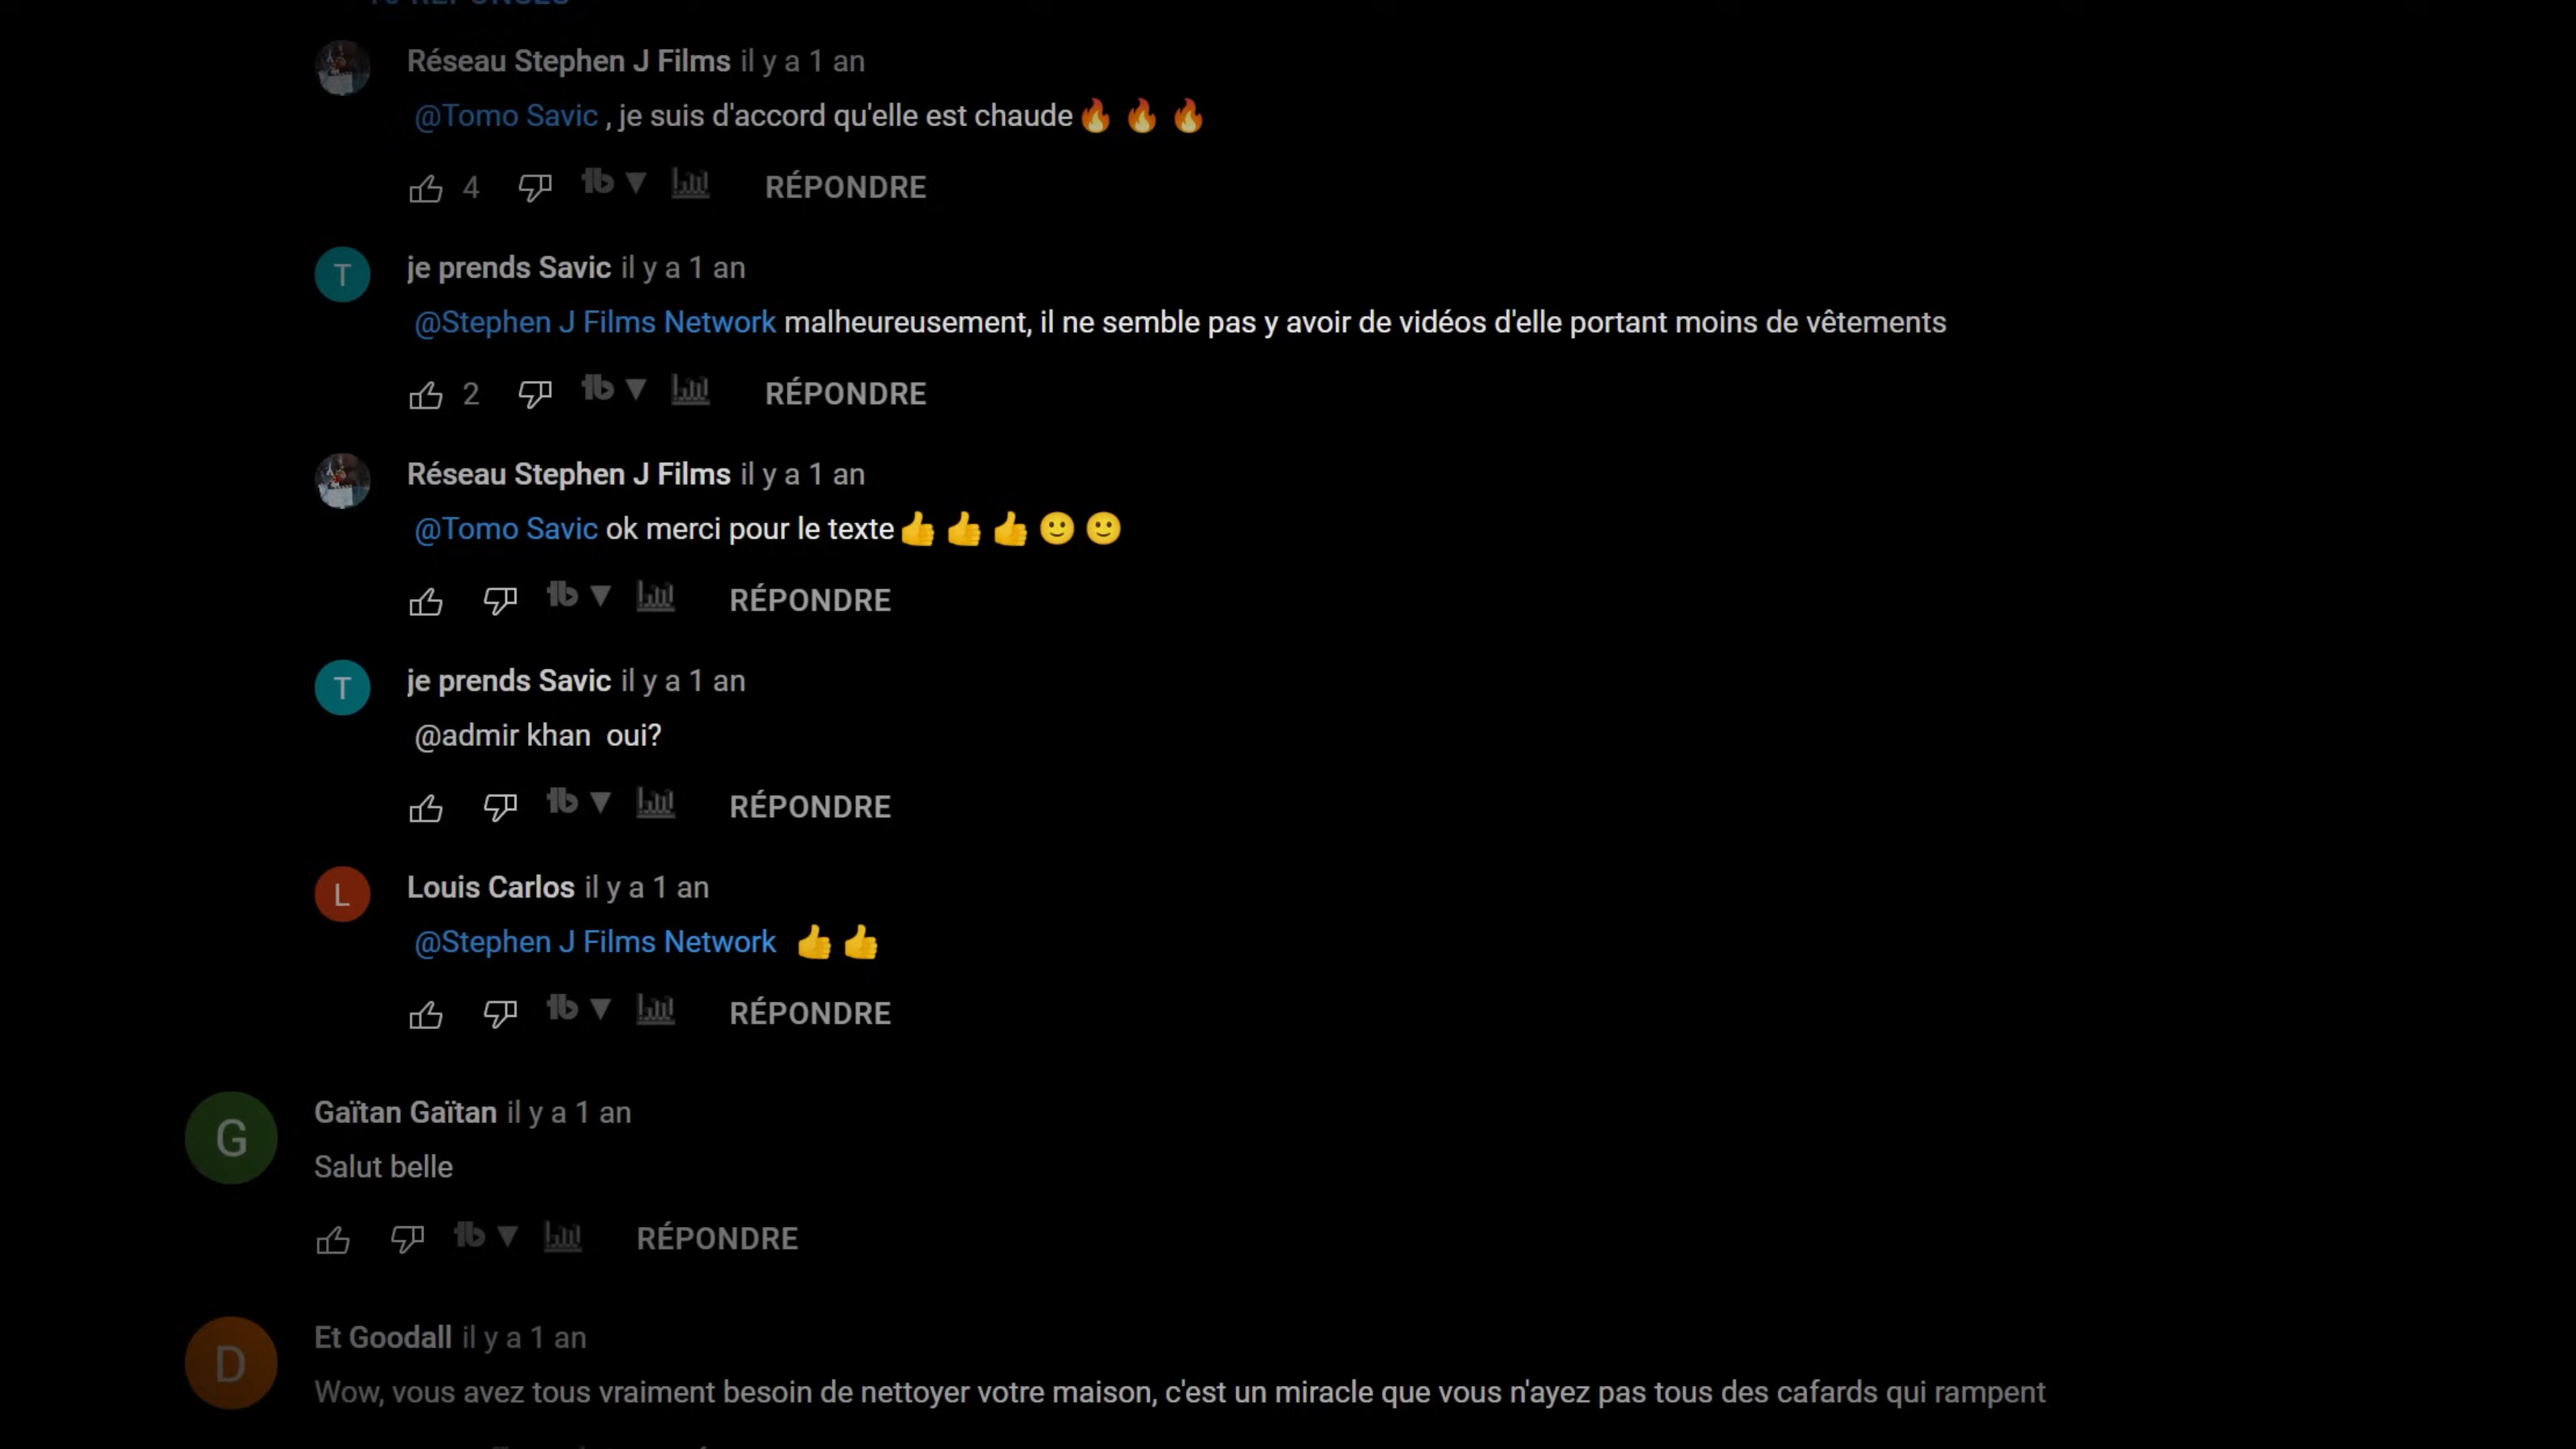 Réseau Stephen J Films il y a 1 an
@Tomo Savic , je suis d'accord qu'elle est chaude🔥 🔥 🔥
4 RÉPONDRE
T je prends Savic il y a 1 an
@Stephen J Films Network malheureusement, il ne semble pas y avoir de vidéos d'elle portant moins de vêtements
2 RÉPONDRE
Réseau Stephen J Films il y a 1 an
@Tomo Savic ok merci pour le texte👍 👍 👍 🙂 🙂
RÉPONDRE
T je prends Savic il y a 1 an
@admir khan oui?
RÉPONDRE
L Louis Carlos il y a 1 an
@Stephen J Films Network 👍 👍
RÉPONDRE
G Gaïtan Gaïtan il y a 1 an
Salut belle
RÉPONDRE
D Et Goodall il y a 1 an
Wow, vous avez tous vraiment besoin de nettoyer votre maison, c'est un miracle que vous n'ayez pas tous des cafards qui rampent